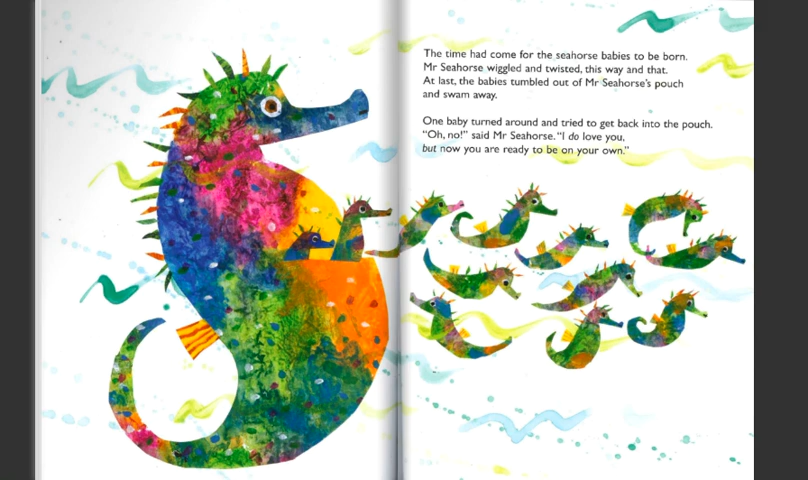 The time had come for the seahorse babies to be born.
Mr Seahorse wiggled and twisted, this way and that.
At last, the babies tumbled out of Mr Seahorse's pouch
and swam away.
One baby turned around and tried to get back into the pouch.
"Oh, no!" said Mr Seahorse. "I do love you,
but now you are ready to be on your own."